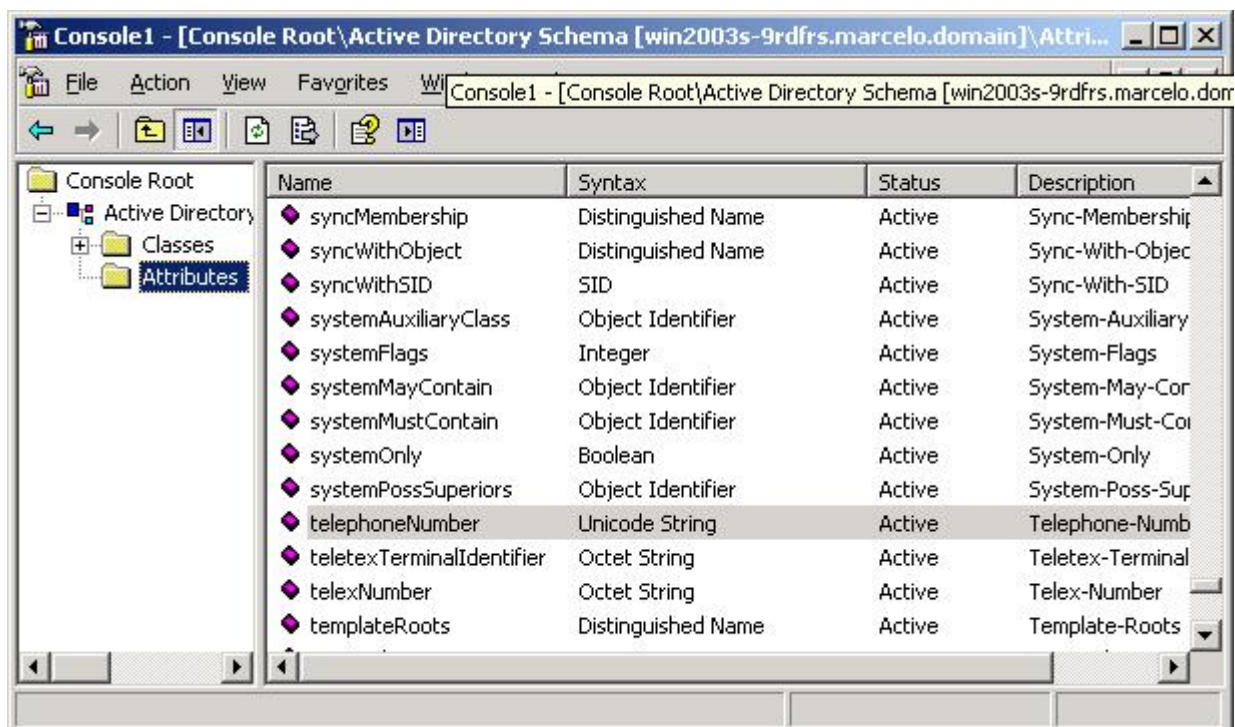 Console1 - [Console Root\Active Directory Schema [win2003s-9rdfrs.marcelo.domain]\Attri...
File Action View Favorites Wi
Console1 - [Console Root\Active Directory Schema [win2003s-9rdfrs.marcelo.dom
Console Root
Active Directory
Classes
Attributes
Name Syntax Status Description
syncMembership Distinguished Name Active Sync-Membership
syncWithObject Distinguished Name Active Sync-With-Objec
syncWithSID SID Active Sync-With-SID
systemAuxiliaryClass Object Identifier Active System-Auxiliary
systemFlags Integer Active System-Flags
systemMayContain Object Identifier Active System-May-Con
systemMustContain Object Identifier Active System-Must-Con
systemOnly Boolean Active System-Only
systemPossSuperiors Object Identifier Active System-Poss-Sup
telephoneNumber Unicode String Active Telephone-Numb
teletexTerminalIdentifier Octet String Active Teletex-Terminal
telexNumber Octet String Active Telex-Number
templateRoots Distinguished Name Active Template-Roots